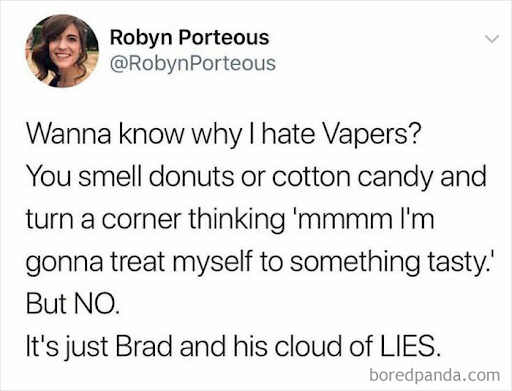 Robyn Porteous
@RobynPorteous
Wanna know why I hate Vapers?
You smell donuts or cotton candy and
turn a corner thinking 'mmmm I'm
gonna treat myself to something tasty.'
But NO.
It's just Brad and his cloud of LIES.
boredpanda.com